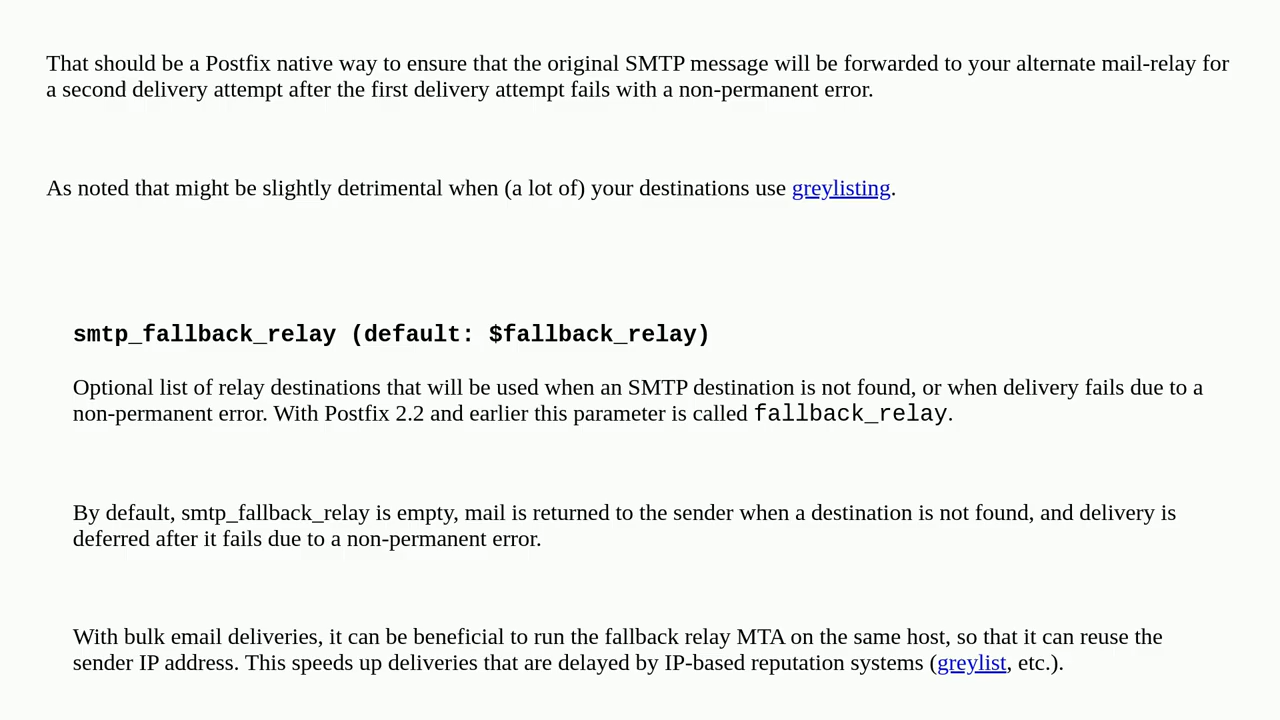 That should be a Postfix native way to ensure that the original SMTP message will be forwarded to your alternate mail-relay for
a second delivery attempt after the first delivery attempt fails with a non-permanent error.
As noted that might be slightly detrimental when (a lot of) your destinations use greylisting.
smtp_fallback_relay (default: $fallback_relay)
Optional list of relay destinations that will be used when an SMTP destination is not found, or when delivery fails due to a
non-permanent error. With Postfix 2.2 and earlier this parameter is called fallback_relay.
By default, smtp_fallback_relay is empty, mail is returned to the sender when a destination is not found, and delivery is
deferred after it fails due to a non-permanent error.
With bulk email deliveries, it can be beneficial to run the fallback relay MTA on the same host, so that it can reuse the
sender IP address. This speeds up deliveries that are delayed by IP-based reputation systems (greylist, etc.).